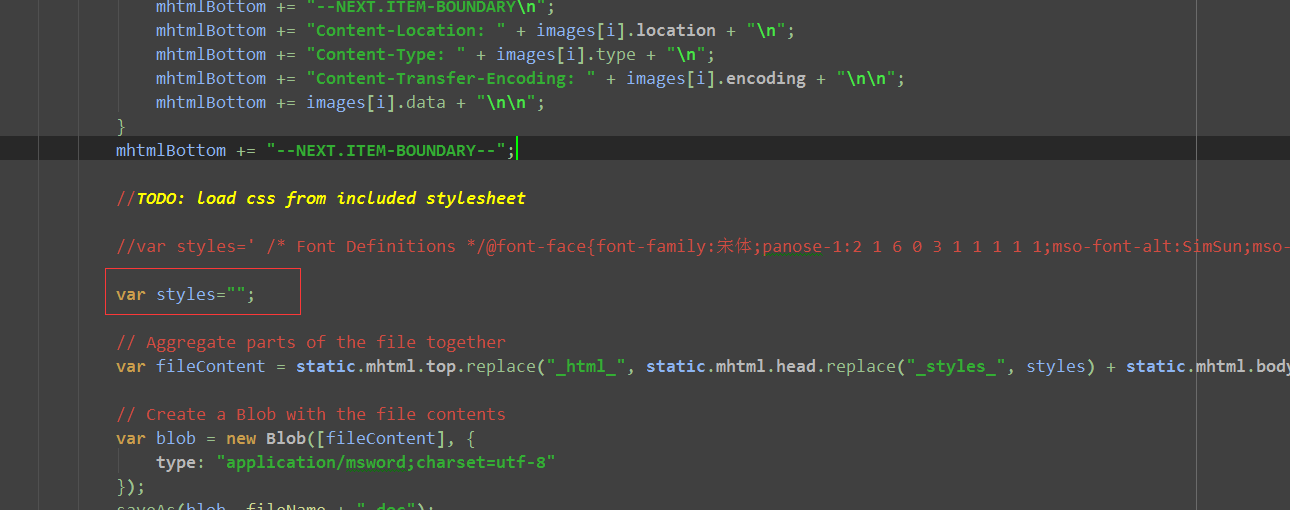 mhtmlBottom += "--NEXT.ITEM-BOUNDARY\n";
mhtmlBottom += "Content-Location: " + images[i].location + "\n";
mhtmlBottom += "Content-Type: " + images[i].type + "\n";
mhtmlBottom += "Content-Transfer-Encoding: " + images[i].encoding + "\n\n";
mhtmlBottom += images[i].data + "\n\n";
}
mhtmlBottom += "--NEXT.ITEM-BOUNDARY--";
//TODO: load css from included stylesheet
//var styles=' /* Font Definitions */@font-face{font-family:宋体;panose-1:2 1 6 0 3 1 1 1 1 1;mso-font-alt:SimSun;mso-
var styles="";
// Aggregate parts of the file together
var fileContent = static.mhtml.top.replace("_html_", static.mhtml.head.replace("_styles_", styles) + static.mhtml.body
// Create a Blob with the file contents
var blob = new Blob([fileContent], {
type: "application/msword;charset=utf-8"
});
saveAs(blob, fileName + ".doc");